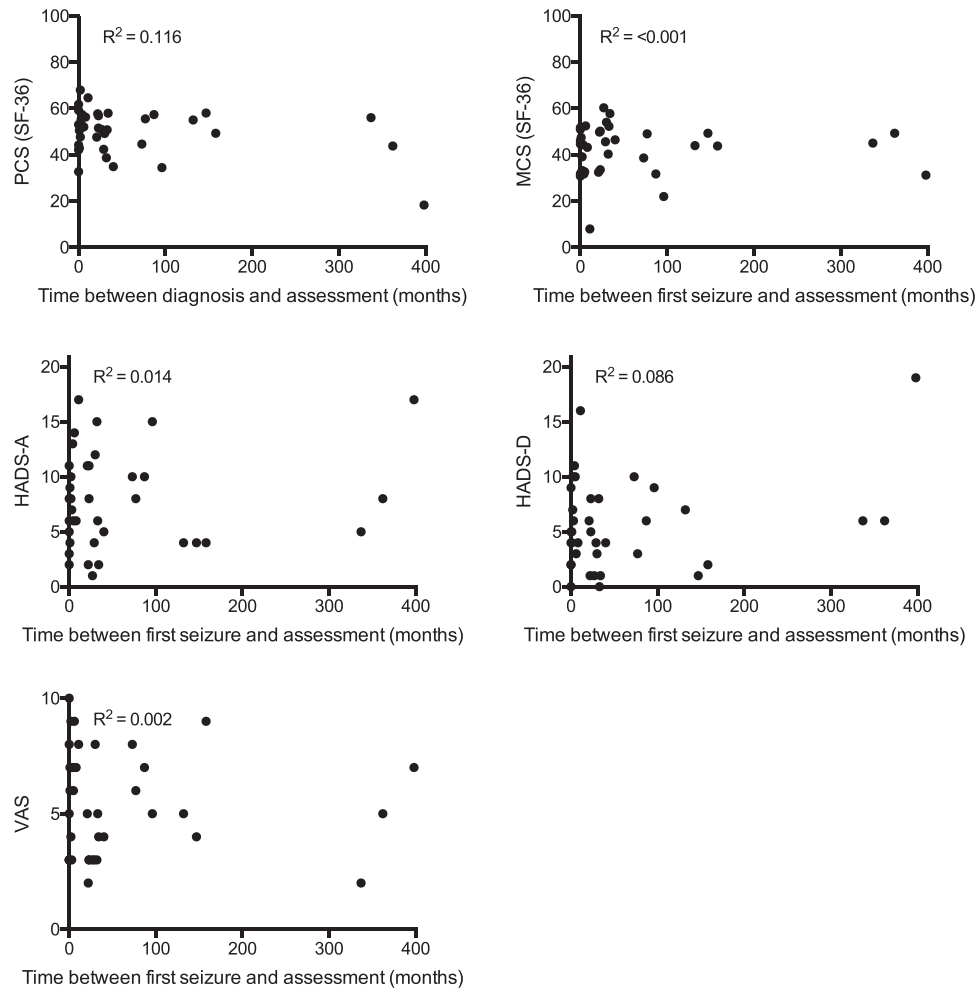 100
80
60
40
20
0
PCS (SF-36)
R² = 0.116
0 100 200 300 400
Time between diagnosis and assessment (months)
100
80
60
40
20
0
MCS (SF-36)
R² = <0.001
0 100 200 300 400
Time between first seizure and assessment (months)
20
15
10
5
0
HADS-A
R² = 0.014
0 100 200 300 400
Time between first seizure and assessment (months)
20
15
10
5
0
HADS-D
R² = 0.086
0 100 200 300 400
Time between first seizure and assessment (months)
10
5
0
VAS
R² = 0.002
0 100 200 300 400
Time between first seizure and assessment (months)